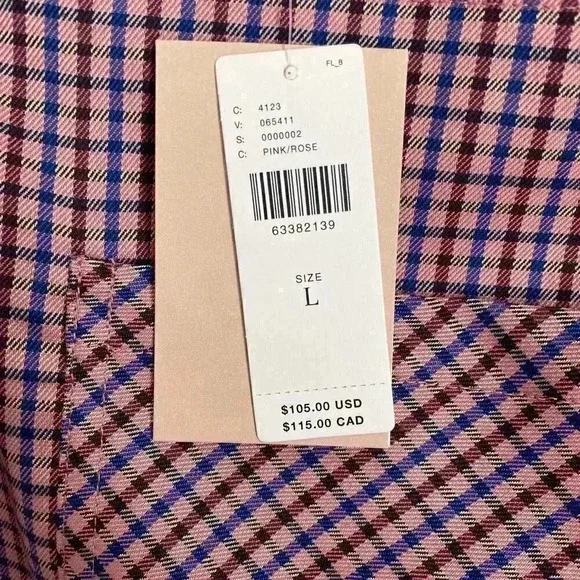 FL_8
C: 4123
V: 065411
S: 0000002
C: PINK/ROSE
63382139
SIZE
L
$105.00 USD
$115.00 CAD